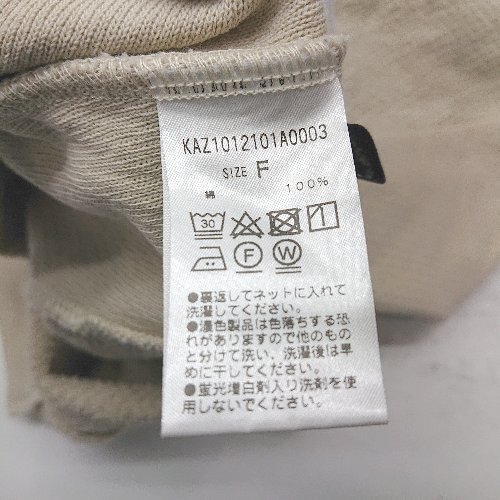 KAZ1012101A0003
SIZE F
綿 100%
30
F W
●裏返してネットに入れて
洗濯してください。
●濃色製品は色落ちする恐
れがありますので他のもの
と分けて洗い、洗濯後は早
めに干してください。
●蛍光増白剤入り洗剤を使
用しないでください。